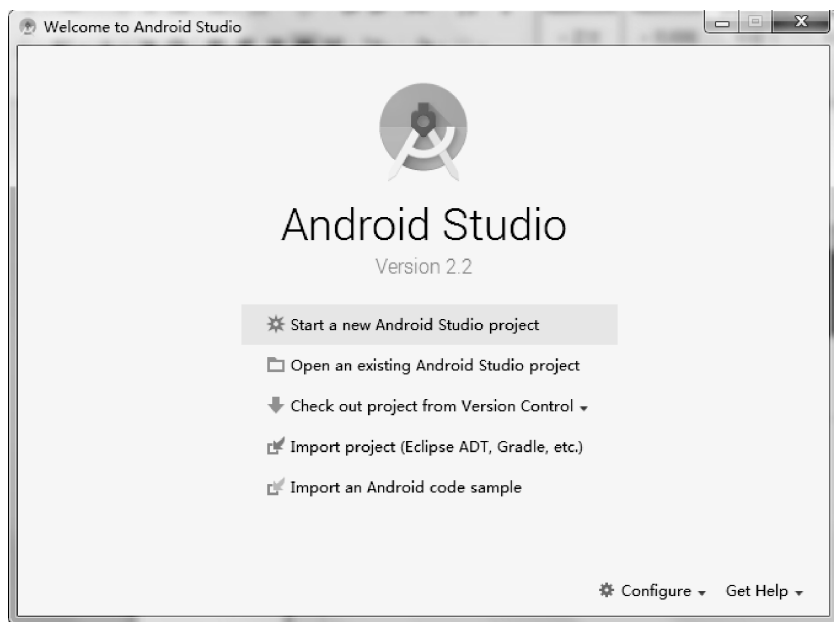 Welcome to Android Studio
Android Studio
Version 2.2
Start a new Android Studio project
Open an existing Android Studio project
Check out project from Version Control
Import project (Eclipse ADT, Gradle, etc.)
Import an Android code sample
Configure
Get Help